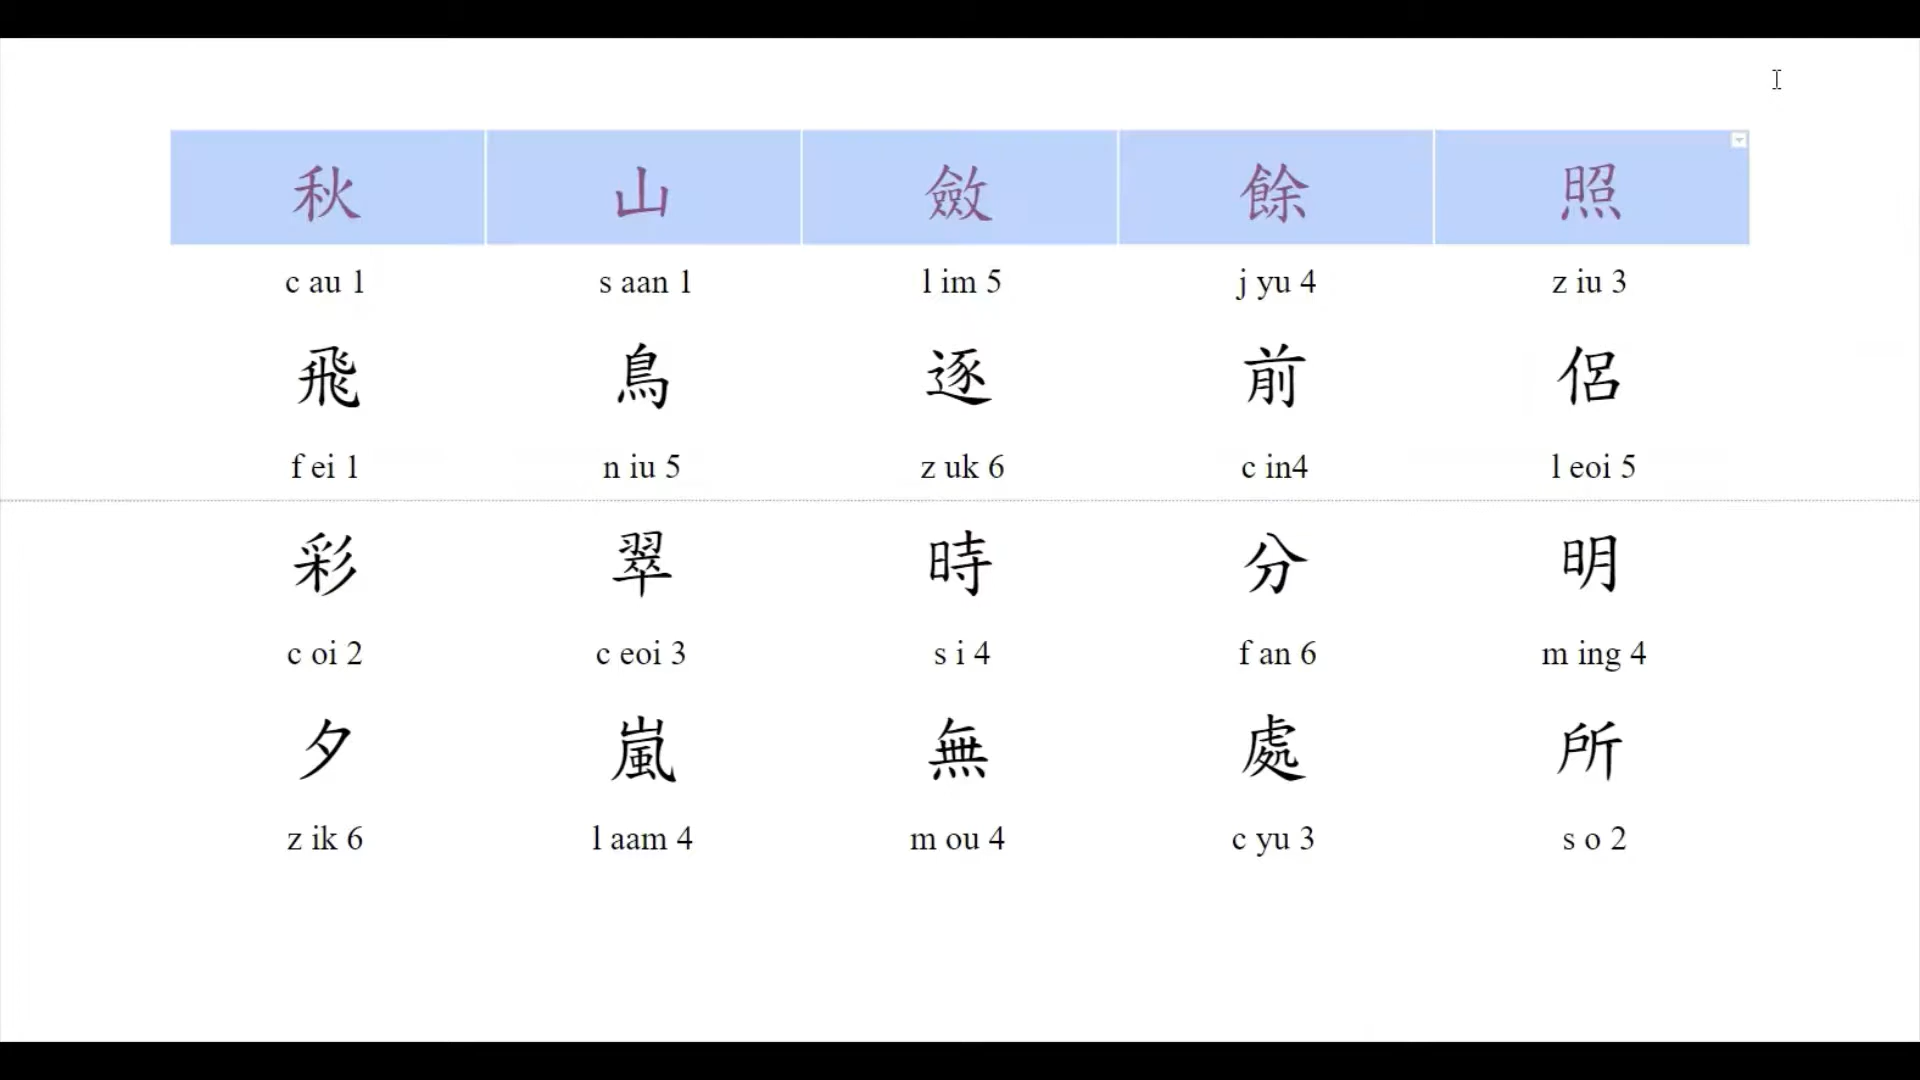 秋 山 斂 餘 照
c au 1 s aan 1 l im 5 j yu 4 z iu 3
飛 鳥 逐 前 侶
f ei 1 n iu 5 z uk 6 c in4 l eoi 5
彩 翠 時 分 明
c oi 2 c eoi 3 s i 4 f an 6 m ing 4
夕 嵐 無 處 所
z ik 6 l aam 4 m ou 4 c yu 3 s o 2